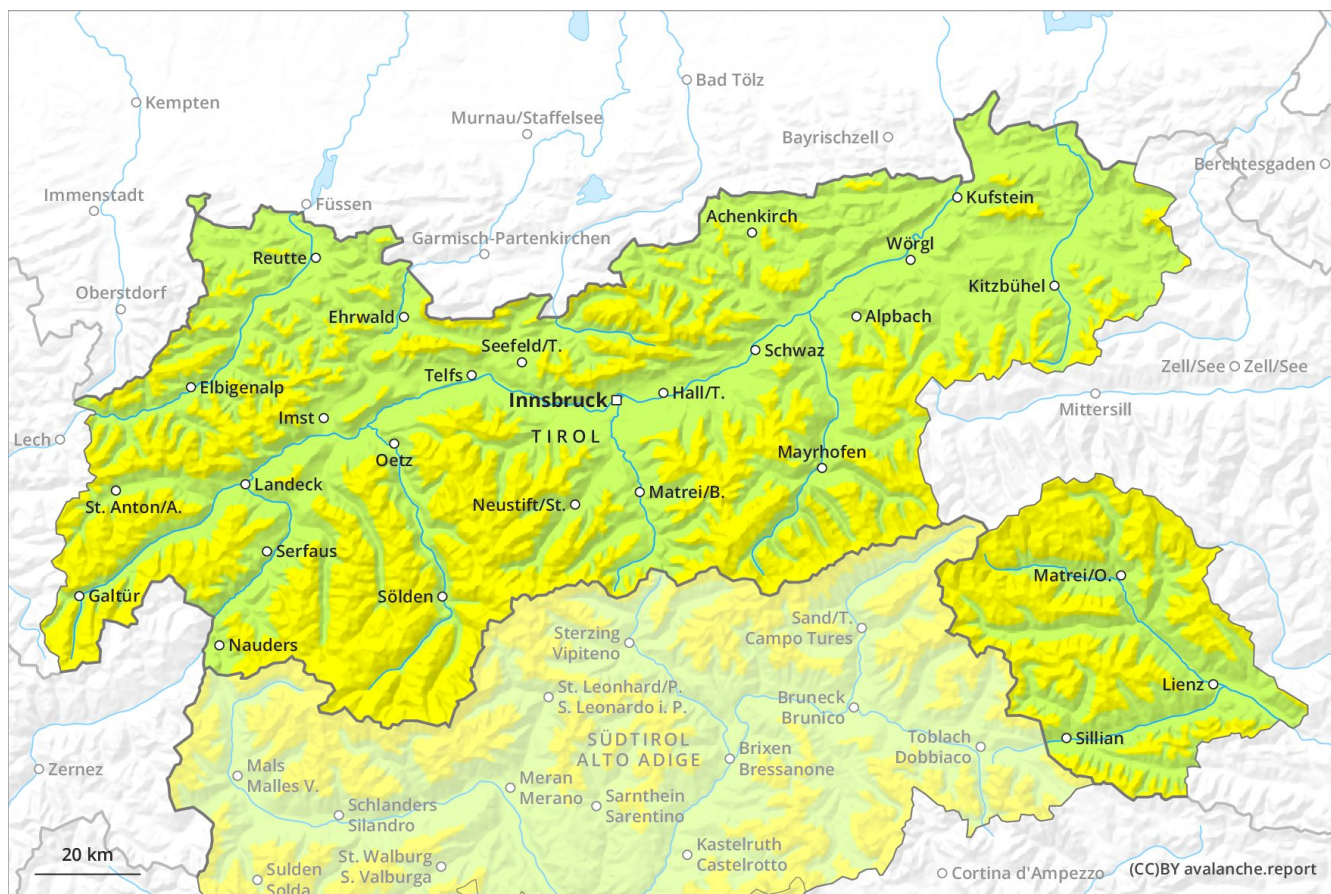 Kempten
Bad Tölz
Murnau/Staffelsee
Bayrischzell
Berchtesgaden
Immenstadt
Füssen
Kufstein
Achenkirch
Garmisch-Partenkirchen
Wörgl
Reutte
Kitzbühel
Oberstdorf
Ehrwald
Alpbach
Seefeld/T.
Schwaz
Telfs
Zell/See
Zell/See
Elbigenalp
Hall/T.
Innsbruck
Mittersill
Imst
Lech
TIROL
Oetz
Mayrhofen
Landeck
Matrei/B.
St. Anton/A.
Neustift/St.
Serfaus
Matrei/O.
Galtür
Sölden
Sand/T.
Campo Tures
Sterzing
Vipiteno
Nauders
Lienz
St. Leonhard/P.
S. Leonardo i. P.
Bruneck
Brunico
Sillian
SÜDTIROL
ALTO ADIGE
Toblach
Dobbiaco
Brixen
Bressanone
Zernez
Mals
Malles V.
Meran
Merano
Sarnthein
Sarentino
Schlanders
Silandro
Kastelruth
Castelrotto
20 km
St. Walburg
S. Valburga
Sulden
Solda
Cortina d'Ampezzo
(CC)BY avalanche.report